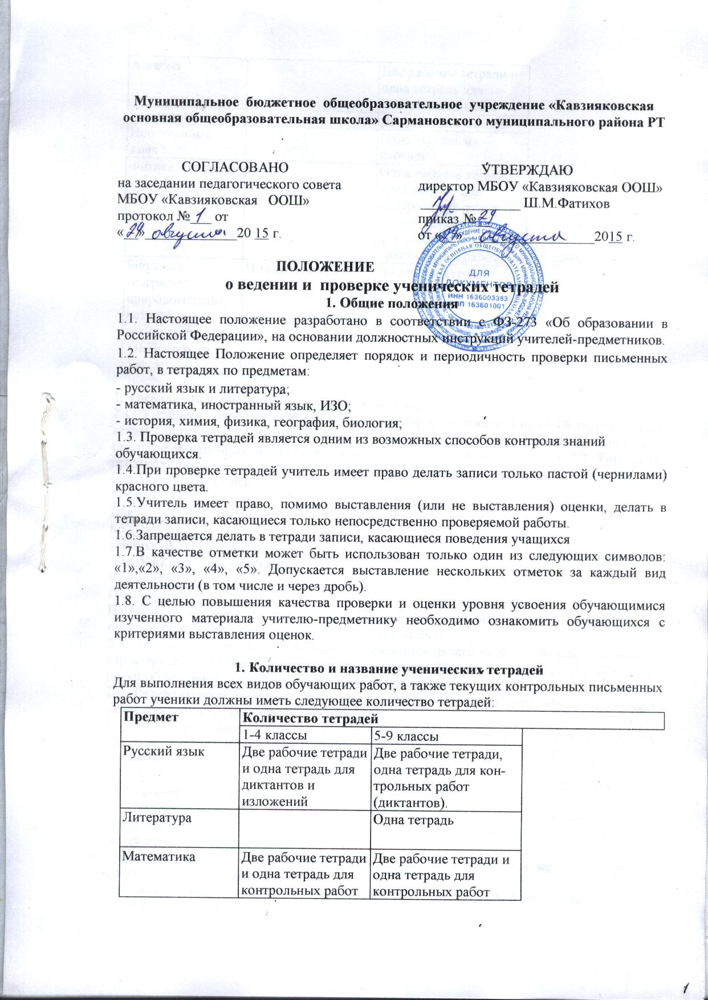 Муниципальное бюджетное общеобразовательное учреждение «Кавзияковская
основная общеобразовательная школа» Сармановского муниципального района РТ
СОГЛАСОВАНО
на заседании педагогического совета
МБОУ «Кавзияковская ООШ»
протокол № 1 от
«29» августа 20 15 г.
УТВЕРЖДАЮ
директор МБОУ «Кавзияковская ООШ»
Ш.М.Фатихов
приказ № 29
от «29» августа 2015 г.
ДЛЯ
ДОКУМЕНТОВ
ИНН 1636003383
КПП 163601001
ПОЛОЖЕНИЕ
о ведении и проверке ученических тетрадей
1. Общие положения
1.1. Настоящее положение разработано в соответствии с ФЗ-273 «Об образовании в
Российской Федерации», на основании должностных инструкций учителей-предметников.
1.2. Настоящее Положение определяет порядок и периодичность проверки письменных
работ, в тетрадях по предметам:
- русский язык и литература;
- математика, иностранный язык, ИЗО;
- история, химия, физика, география, биология;
1.3. Проверка тетрадей является одним из возможных способов контроля знаний
обучающихся.
1.4.При проверке тетрадей учитель имеет право делать записи только пастой (чернилами)
красного цвета.
1.5.Учитель имеет право, помимо выставления (или не выставления) оценки, делать в
тетради записи, касающиеся только непосредственно проверяемой работы.
1.6.Запрещается делать в тетради записи, касающиеся поведения учащихся
1.7.В качестве отметки может быть использован только один из следующих символов:
«1»,«2», «3», «4», «5». Допускается выставление нескольких отметок за каждый вид
деятельности (в том числе и через дробь).
1.8. С целью повышения качества проверки и оценки уровня усвоения обучающимися
изученного материала учителю-предметнику необходимо ознакомить обучающихся с
критериями выставления оценок.
1. Количество и название ученических тетрадей
Для выполнения всех видов обучающих работ, а также текущих контрольных письменных
работ ученики должны иметь следующее количество тетрадей:
Предмет
Количество тетрадей
1-4 классы
5-9 классы
Русский язык
Две рабочие тетради
и одна тетрадь для
диктантов и
изложений
Две рабочие тетради,
одна тетрадь для кон-
трольных работ
(диктантов).
Литература
Одна тетрадь
Математика
Две рабочие тетради
и одна тетрадь для
контрольных работ
Две рабочие тетради и
одна тетрадь для
контрольных работ
1